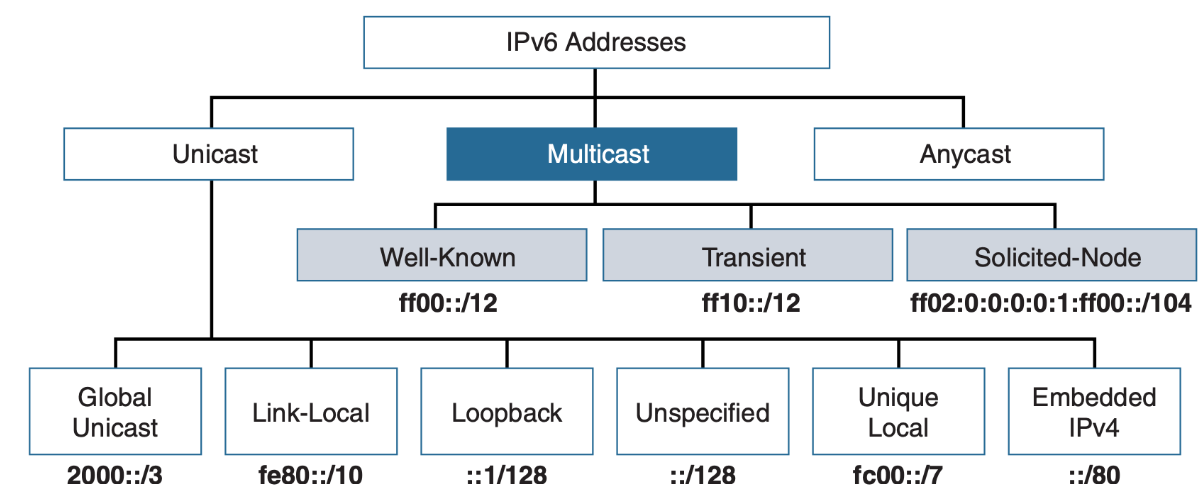 IPv6 Addresses
Unicast
Multicast
Anycast
Well-Known
Transient
Solicited-Node
ff00::/12
ff10::/12
ff02:0:0:0:0:1:ff00::/104
Global
Unicast
Link-Local
Loopback
Unspecified
Unique
Local
Embedded
IPv4
2000::/3
fe80::/10
::1/128
::/128
fc00::/7
::/80